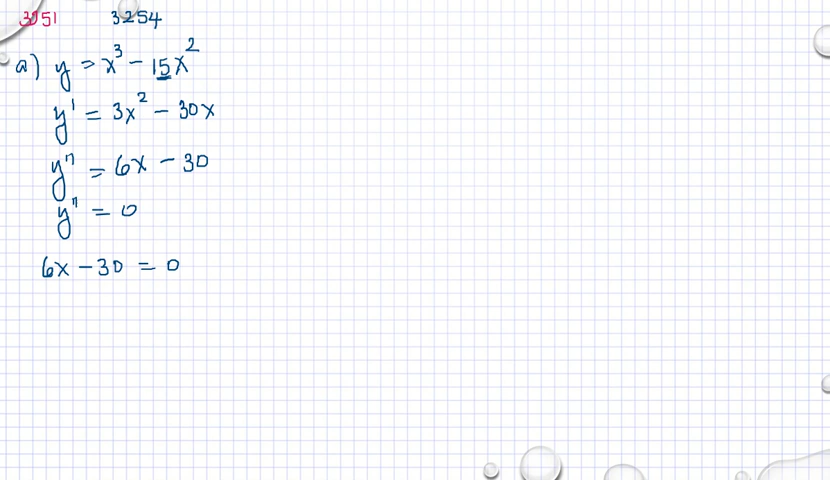 3251 3254
a) y = x³ - 15x²
y' = 3x² - 30x
y" = 6x - 30
y" = 0
6x - 30 = 0